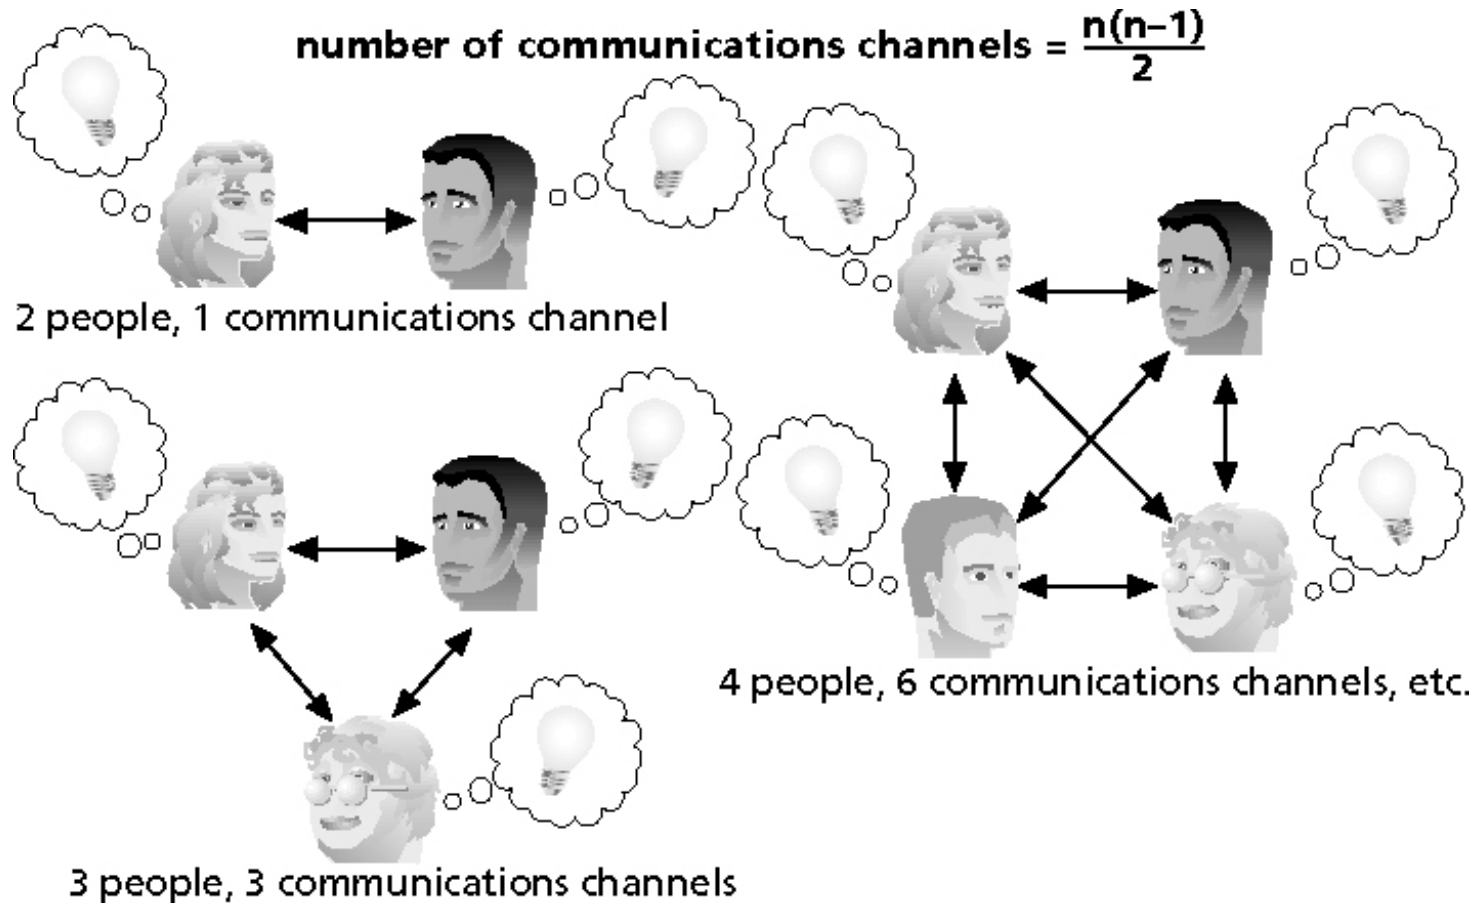 number of communications channels = n(n–1)/2
2 people, 1 communications channel
4 people, 6 communications channels, etc.
3 people, 3 communications channels